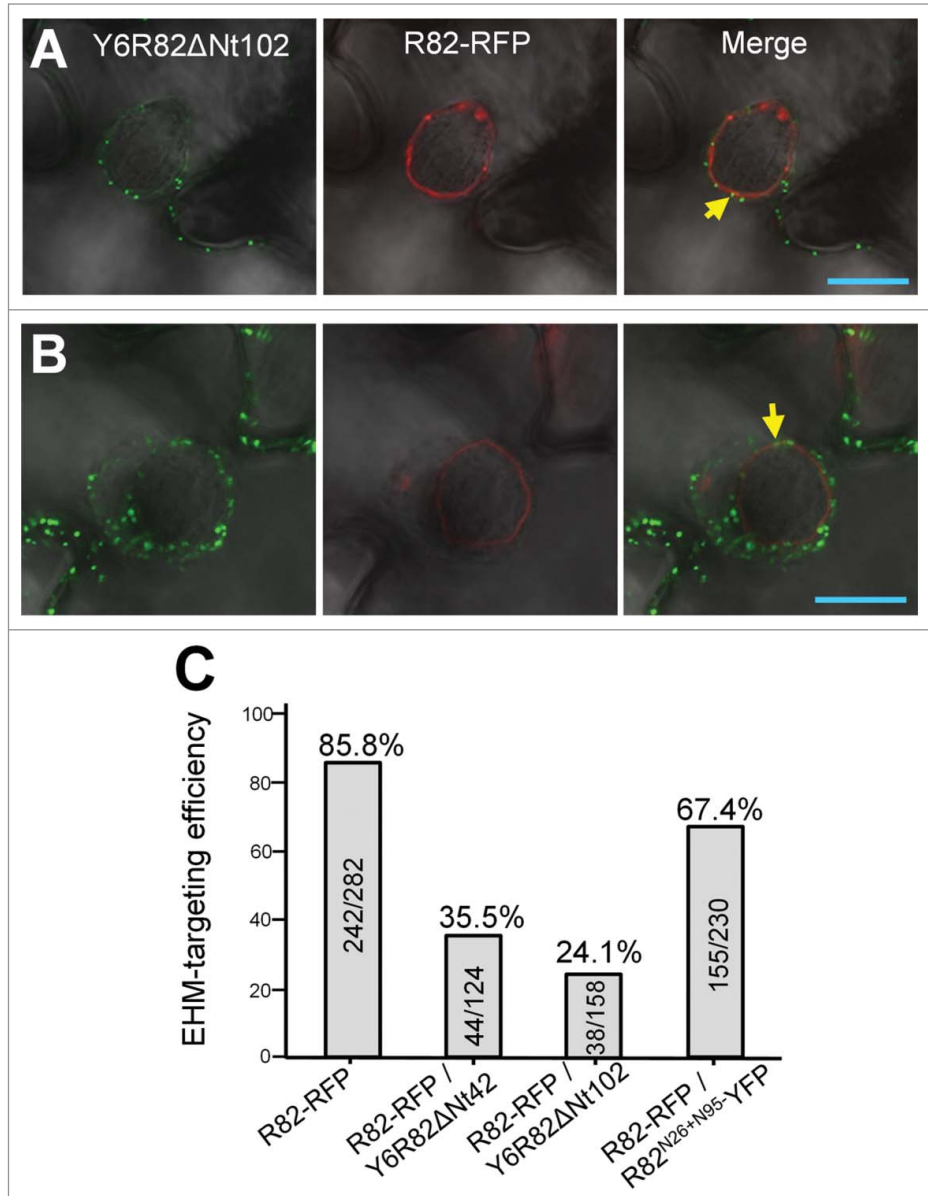 A
Y6R82ΔNt102
R82-RFP
Merge
B
C
EHM-targeting efficiency
100
80
60
40
20
0
85.8%
242/282
35.5%
44/124
24.1%
38/158
67.4%
155/230
R82-RFP
R82-RFP /
Y6R82ΔNt42
R82-RFP /
Y6R82ΔNt102
R82-RFP /
R82N26+N95-YFP